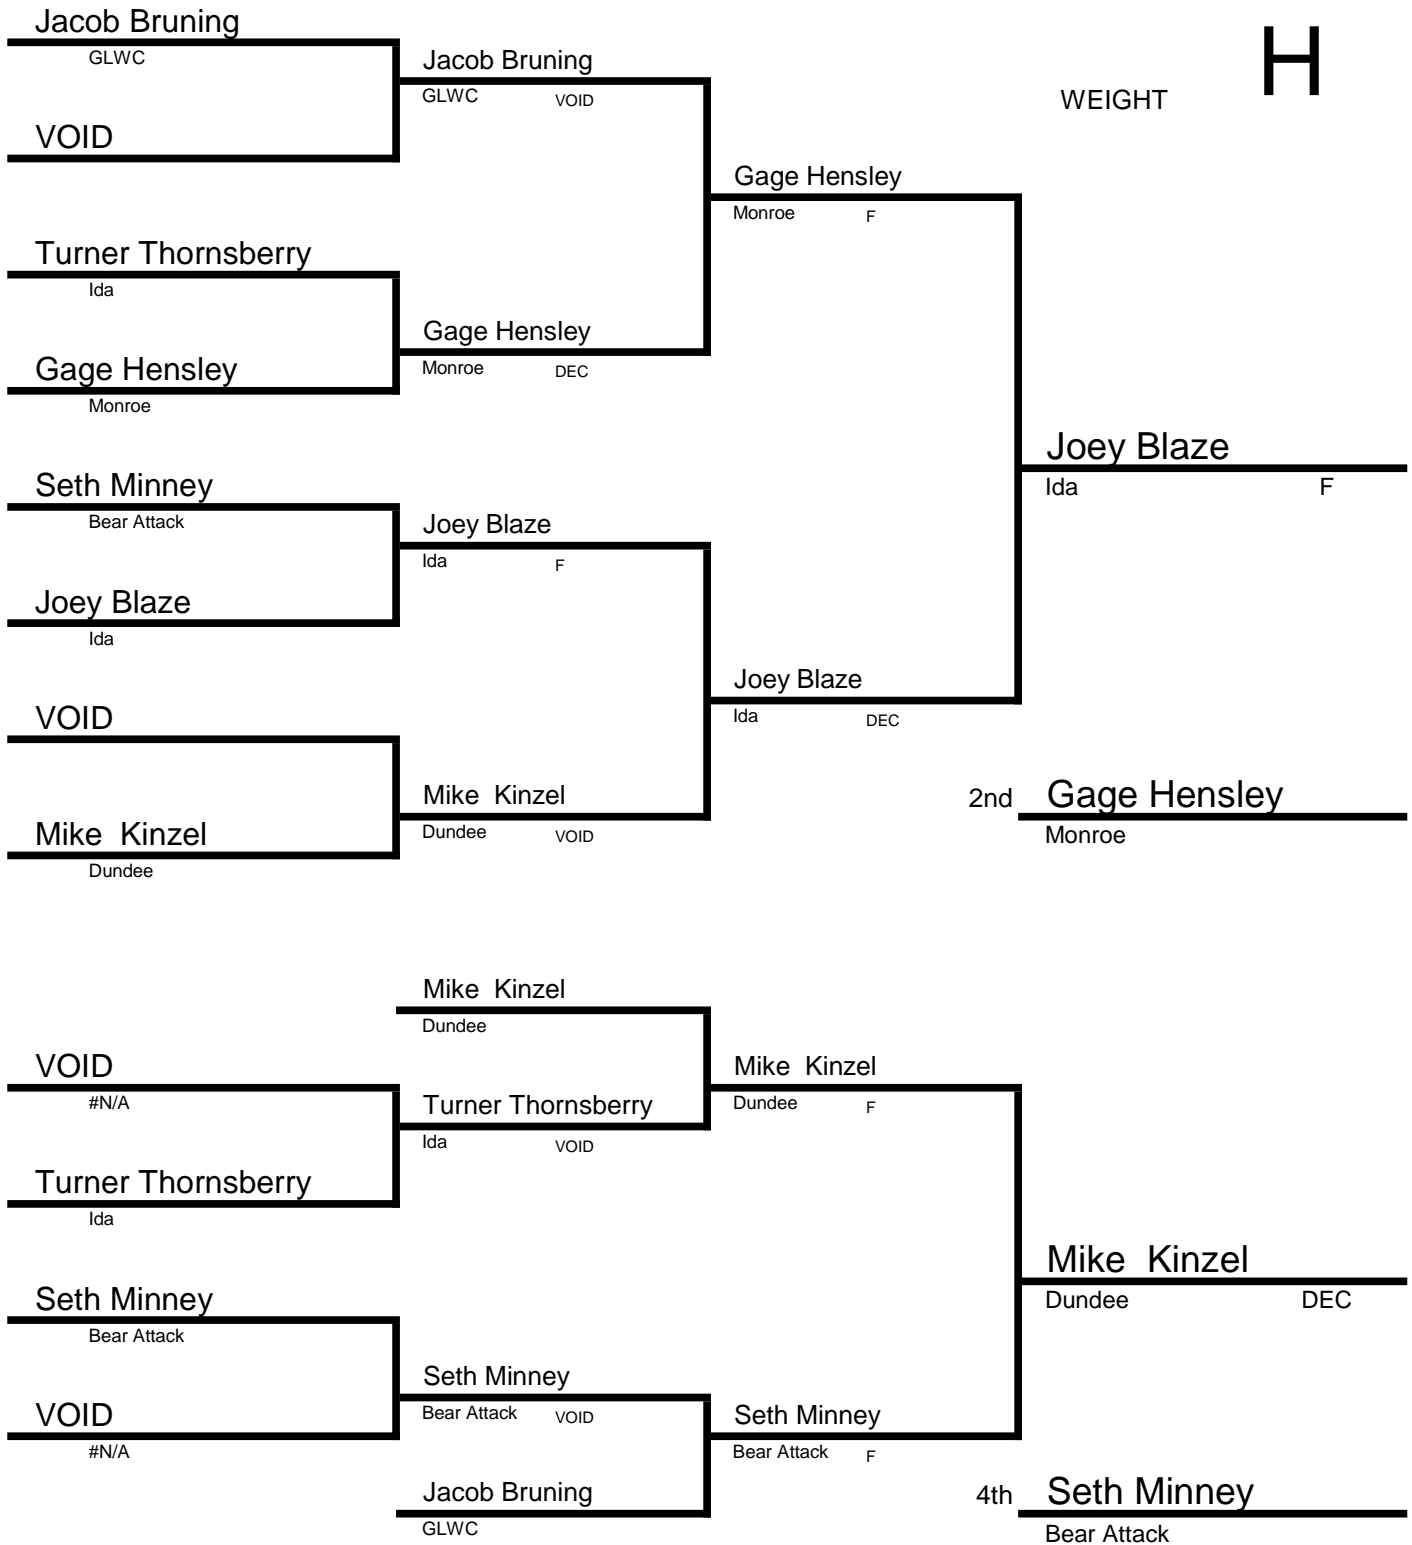 Jacob Bruning
GLWC
Jacob Bruning
GLWC VOID
H
WEIGHT
VOID
Gage Hensley
Monroe F
Turner Thornsberry
Ida
Gage Hensley
Monroe DEC
Gage Hensley
Monroe
Joey Blaze
Ida F
Seth Minney
Bear Attack
Joey Blaze
Ida F
Joey Blaze
Ida
Joey Blaze
Ida DEC
VOID
Mike  Kinzel
Dundee VOID
2nd Gage Hensley
Monroe
Mike  Kinzel
Dundee
Mike  Kinzel
Dundee
VOID
#N/A
Mike  Kinzel
Dundee F
Turner Thornsberry
Ida VOID
Turner Thornsberry
Ida
Mike  Kinzel
Dundee DEC
Seth Minney
Bear Attack
Seth Minney
Bear Attack VOID
VOID
#N/A
Seth Minney
Bear Attack F
Jacob Bruning
GLWC
4th Seth Minney
Bear Attack